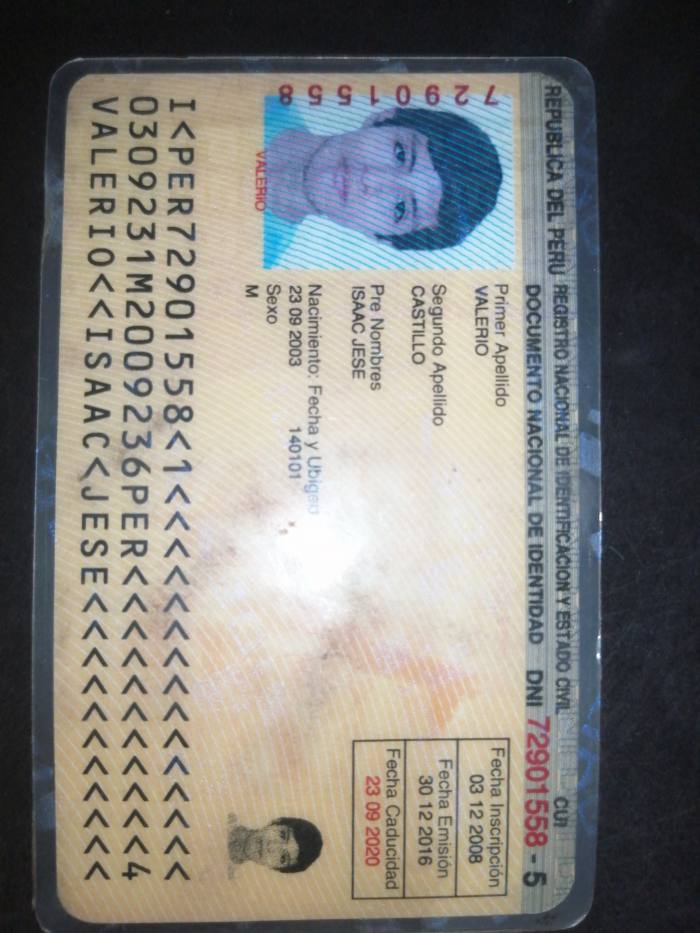 REPUBLICA DEL PERU REGISTRO NACIONAL DE IDENTIFICACION Y ESTADO CIVIL CUI
DOCUMENTO NACIONAL DE IDENTIDAD DNI 72901558 - 5
72901558
VALERIO
Primer Apellido
VALERIO
Segundo Apellido
CASTILLO
Pre Nombres
ISAAC JESE
Nacimiento: Fecha y Ubigeo
23 09 2003 140101
Sexo
M
Fecha Inscripción
03 12 2008
Fecha Emisión
30 12 2016
Fecha Caducidad
23 09 2020
I<PER72901558<1<<<<<<<<<<<<<<<
0309231M2009236PER<<<<<<<<<<<4
VALERIO<<ISAAC<JESE<<<<<<<<<<<